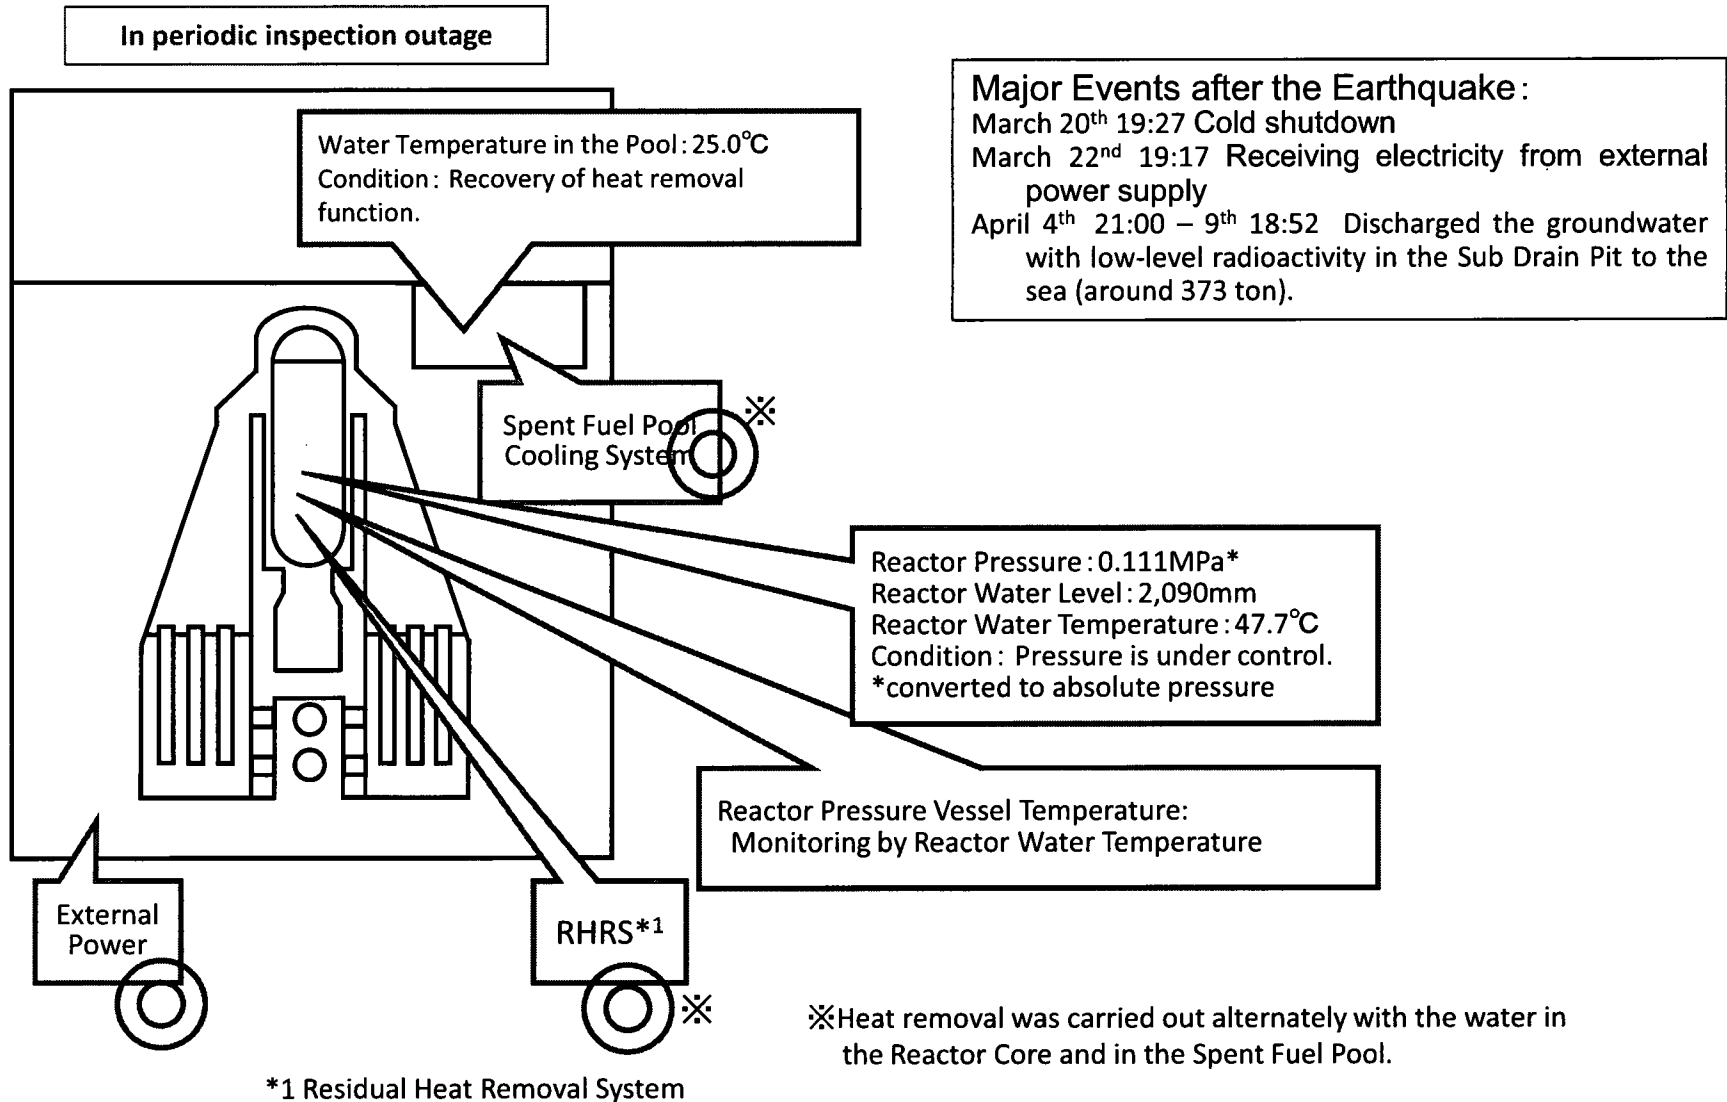 In periodic inspection outage
Major Events after the Earthquake:
March 20th 19:27 Cold shutdown
March 22nd 19:17 Receiving electricity from external
power supply
April 4th 21:00 – 9th 18:52 Discharged the groundwater
with low-level radioactivity in the Sub Drain Pit to the
sea (around 373 ton).
Water Temperature in the Pool: 25.0℃
Condition: Recovery of heat removal
function.
Spent Fuel Pool
Cooling System
※
Reactor Pressure: 0.111MPa*
Reactor Water Level: 2,090mm
Reactor Water Temperature: 47.7℃
Condition: Pressure is under control.
*converted to absolute pressure
Reactor Pressure Vessel Temperature:
Monitoring by Reactor Water Temperature
External
Power
RHRS*1
※
※Heat removal was carried out alternately with the water in
the Reactor Core and in the Spent Fuel Pool.
*1 Residual Heat Removal System